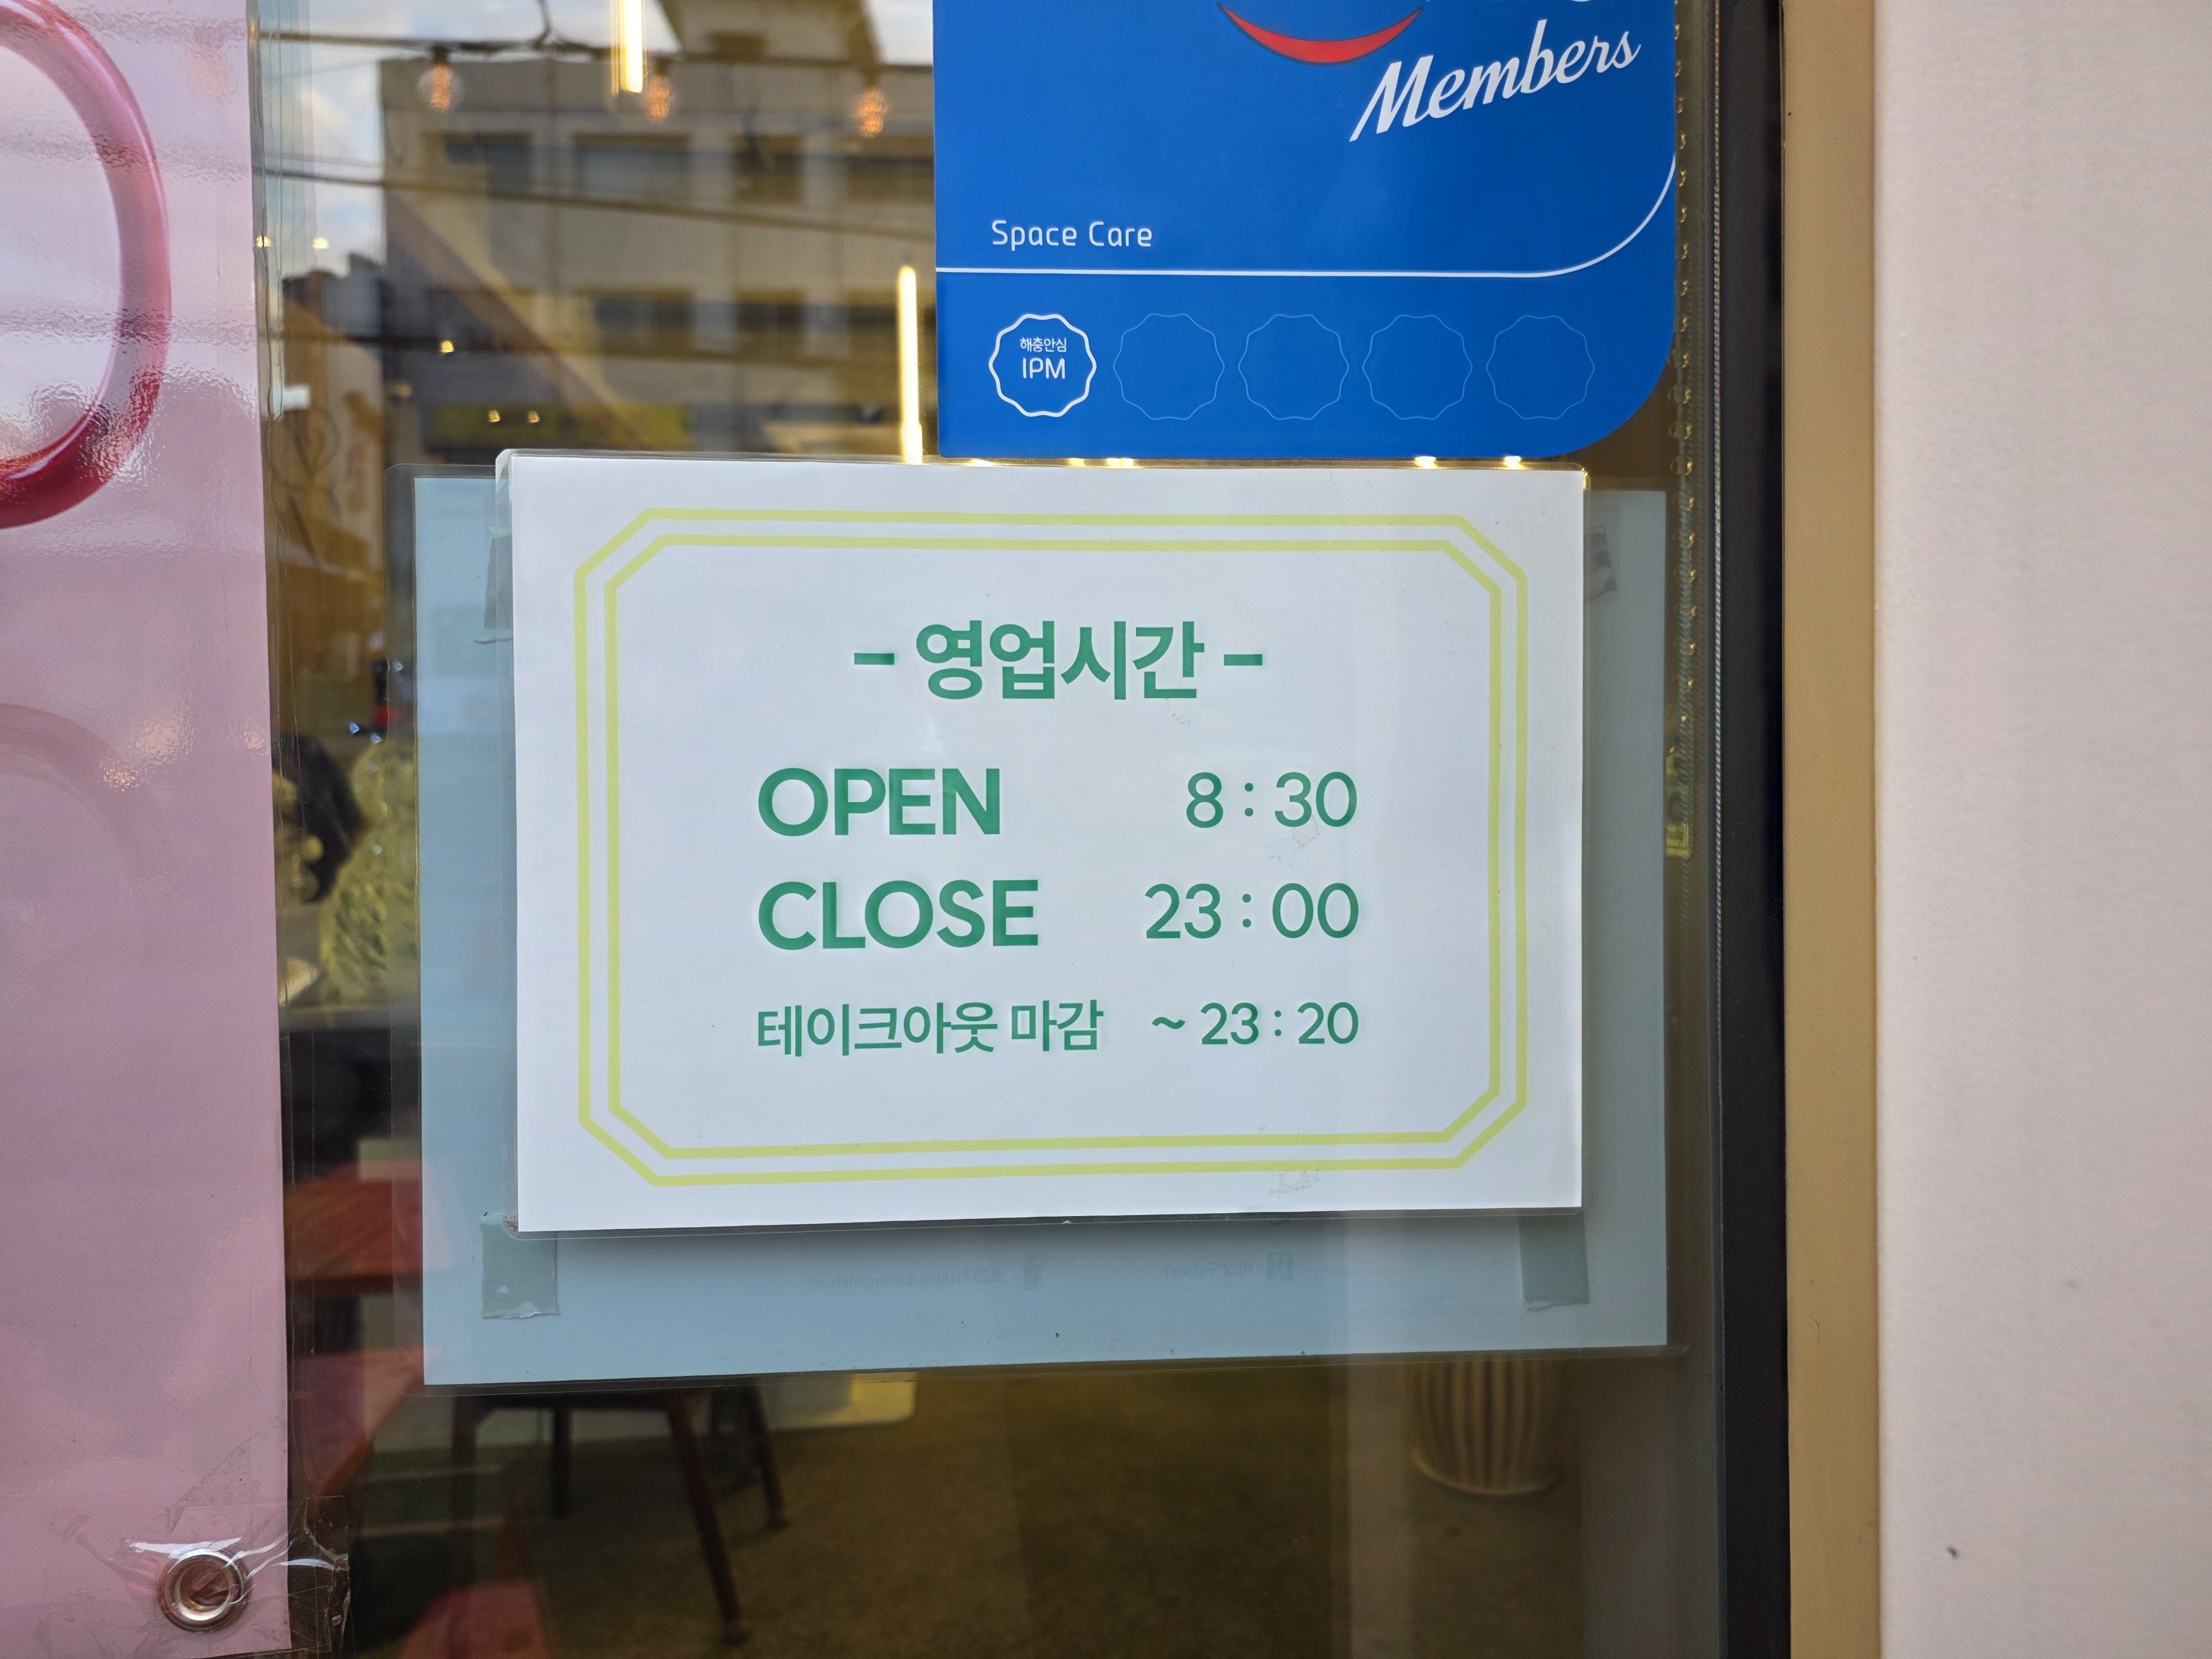 Members
Space Care
해충안심
IPM
- 영업시간 -
OPEN 8 : 30
CLOSE 23 : 00
테이크아웃 마감 ~ 23 : 20